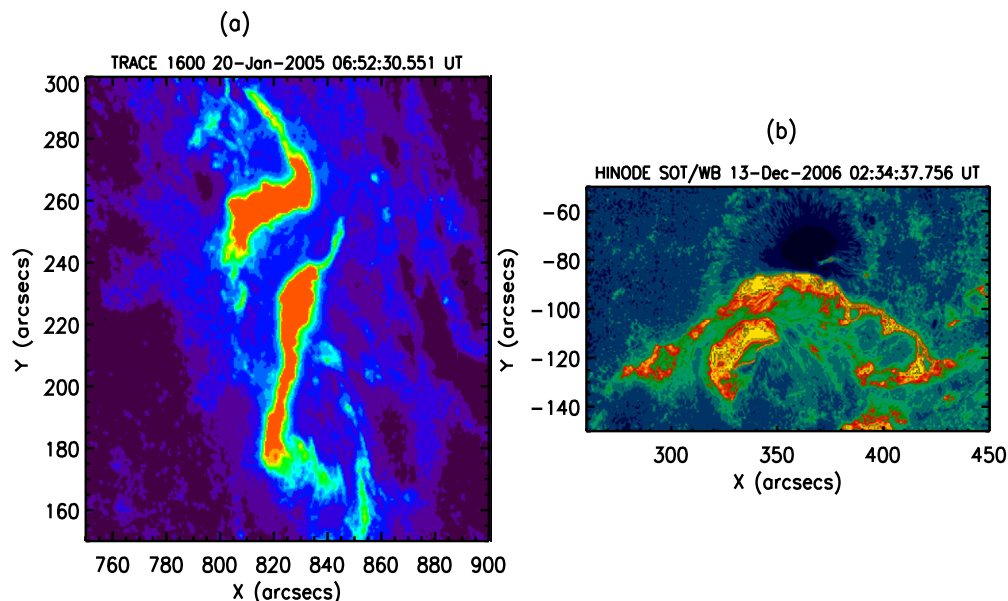 (a)
TRACE 1600 20-Jan-2005 06:52:30.551 UT
300
280
260
240
220
200
180
160
Y (arcsecs)
760 780 800 820 840 860 880 900
X (arcsecs)
(b)
HINODE SOT/WB 13-Dec-2006 02:34:37.756 UT
-60
-80
-100
-120
-140
Y (arcsecs)
300 350 400 450
X (arcsecs)